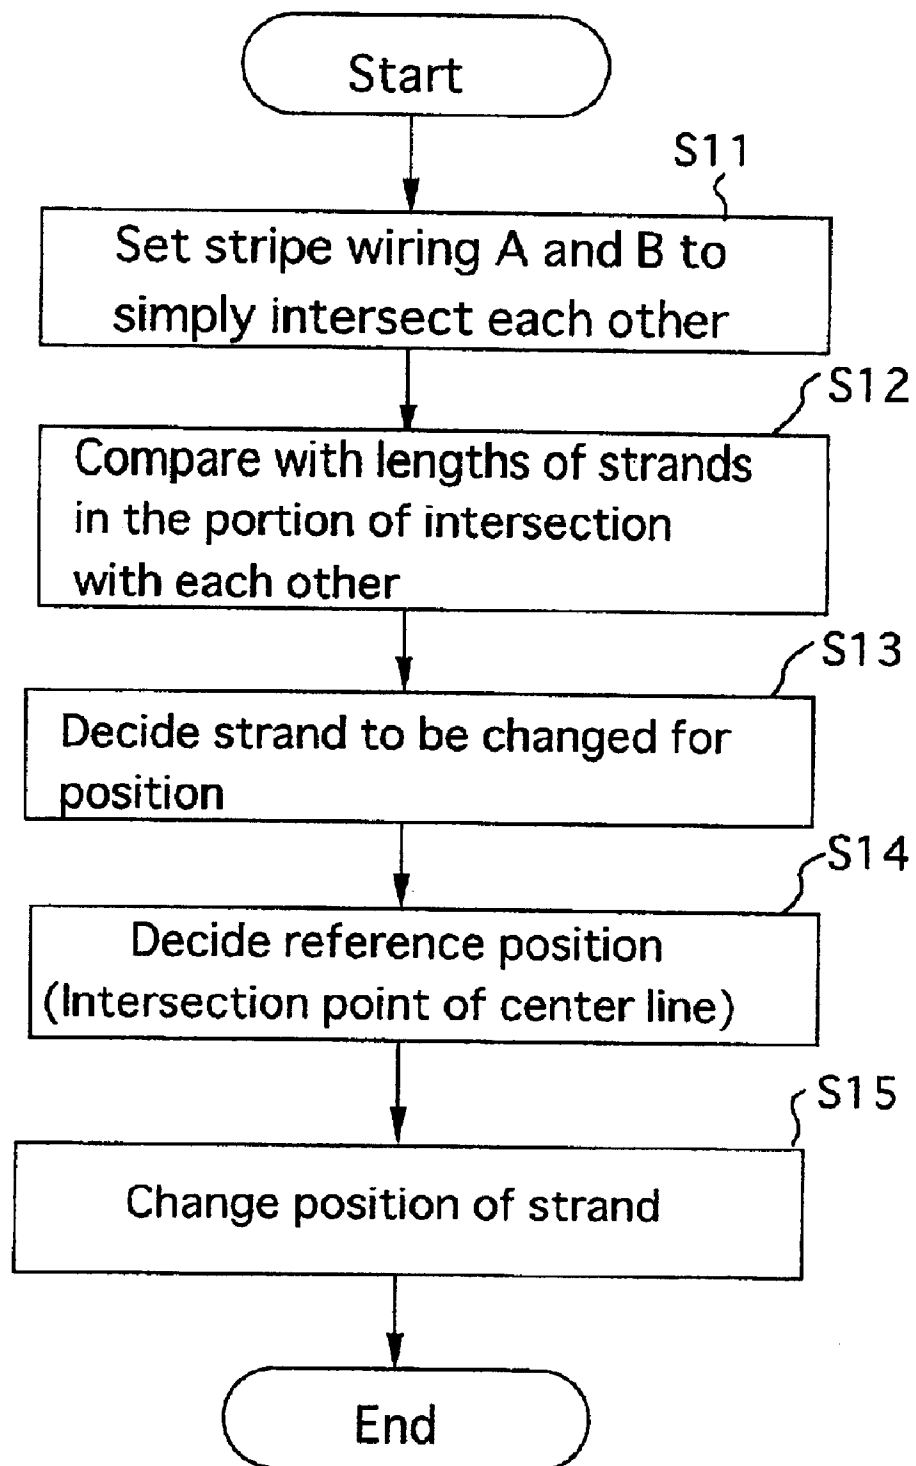 Start
S11
Set stripe wiring A and B to
simply intersect each other
S12
Compare with lengths of strands
in the portion of intersection
with each other
S13
Decide strand to be changed for
position
S14
Decide reference position
(Intersection point of center line)
S15
Change position of strand
End